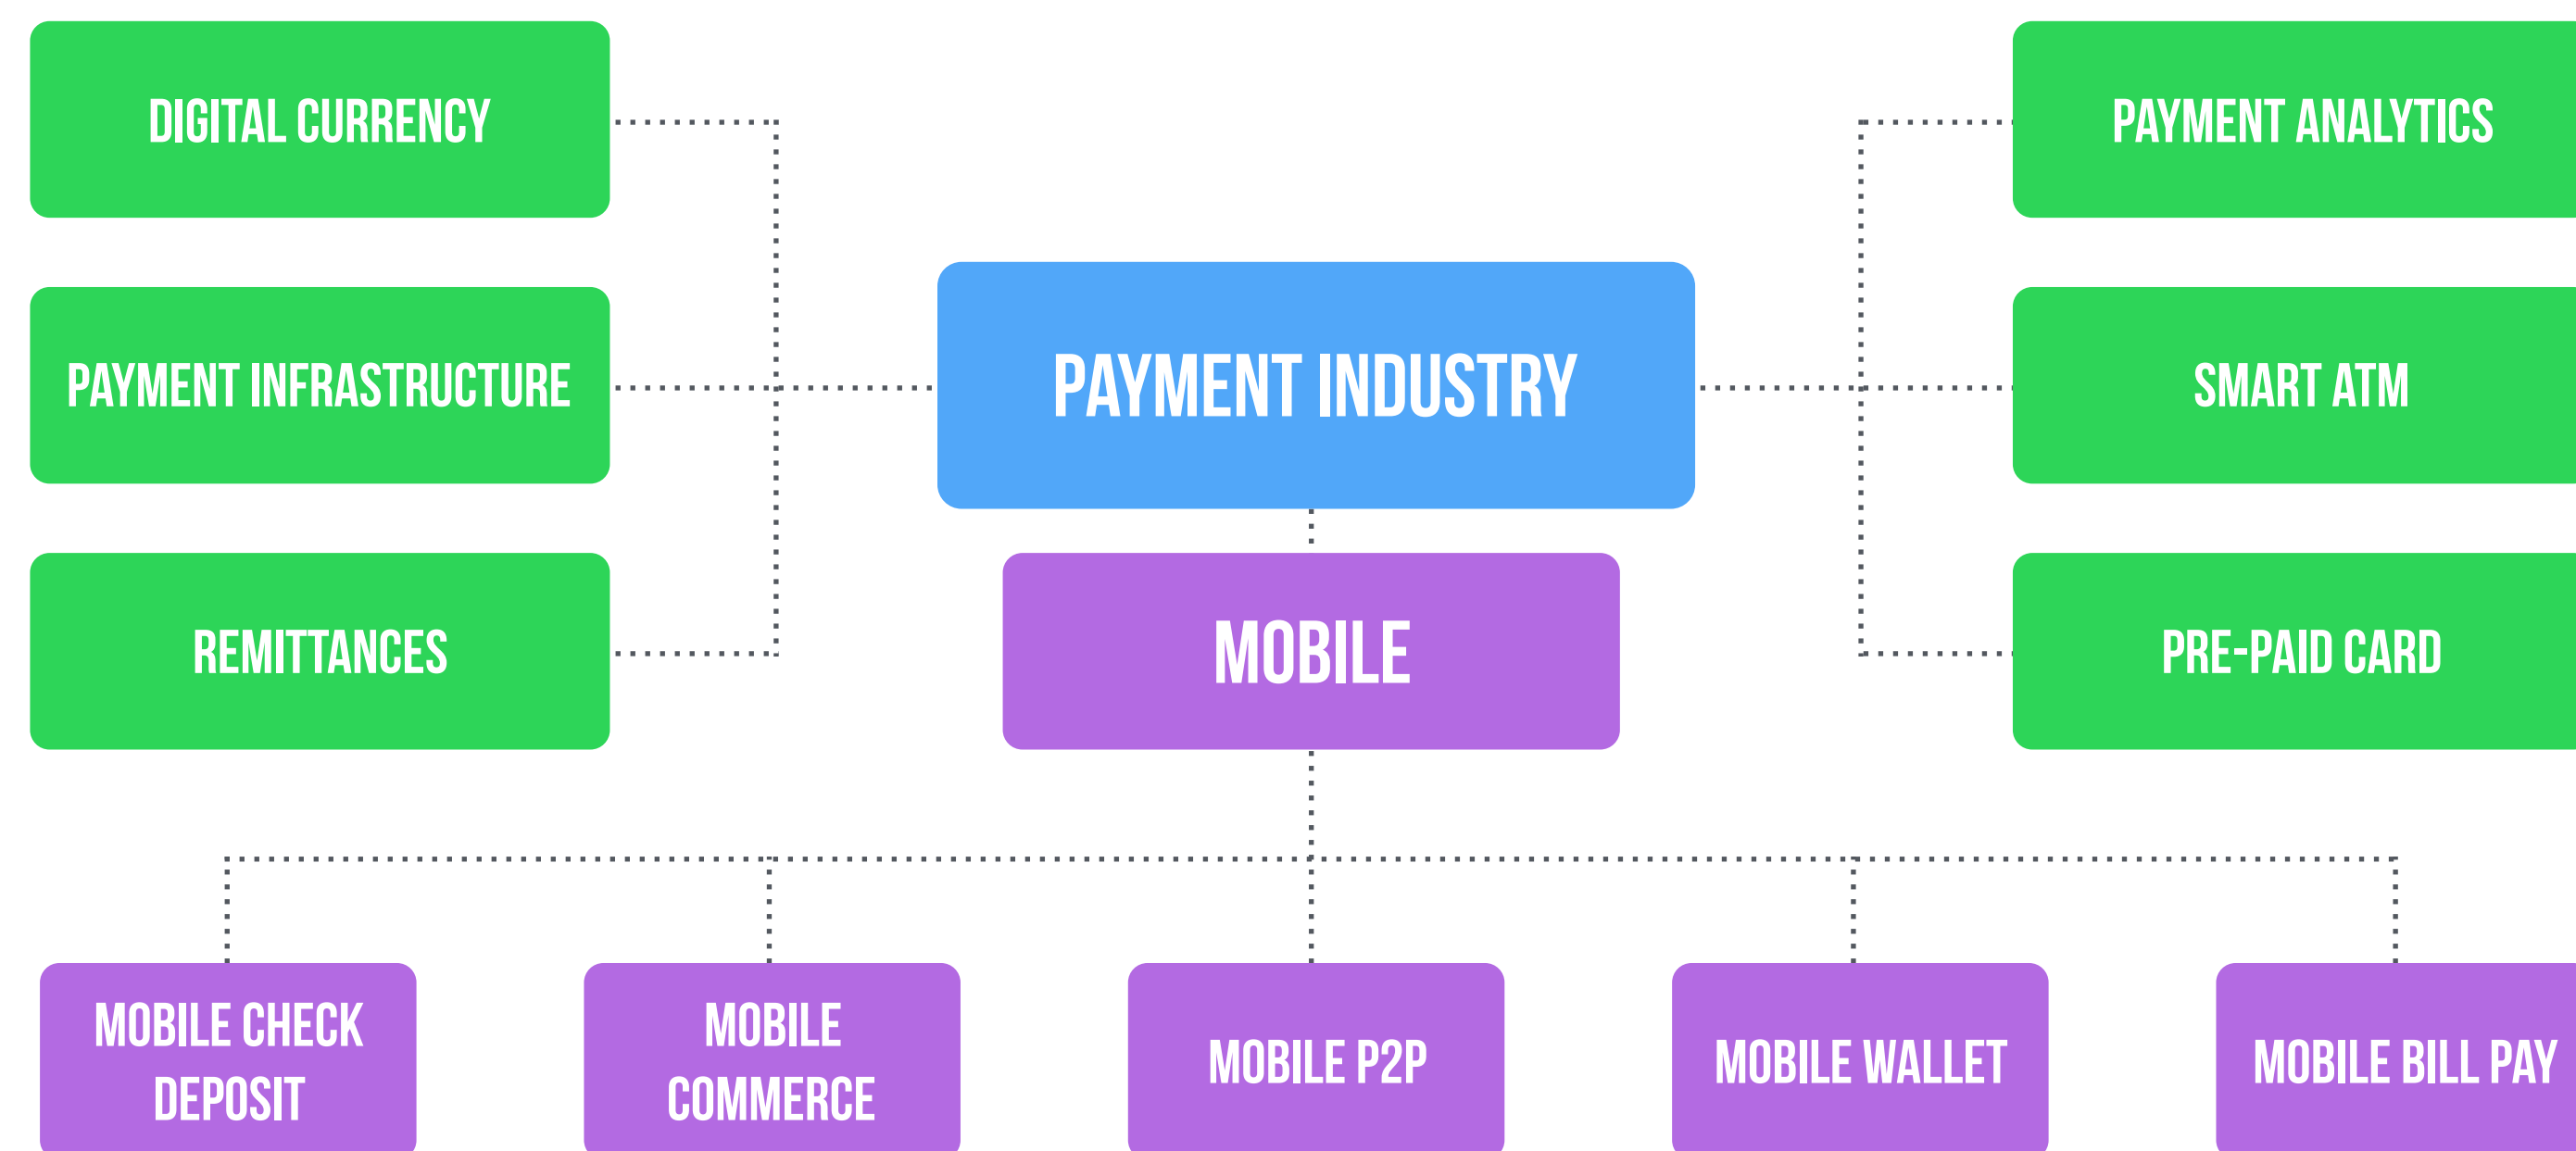 DIGITAL CURRENCY
PAYMENT ANALYTICS
PAYMENT INFRASTRUCTURE
PAYMENT INDUSTRY
SMART ATM
REMITTANCES
MOBILE
PRE-PAID CARD
MOBILE CHECK
DEPOSIT
MOBILE
COMMERCE
MOBILE P2P
MOBILE WALLET
MOBILE BILL PAY